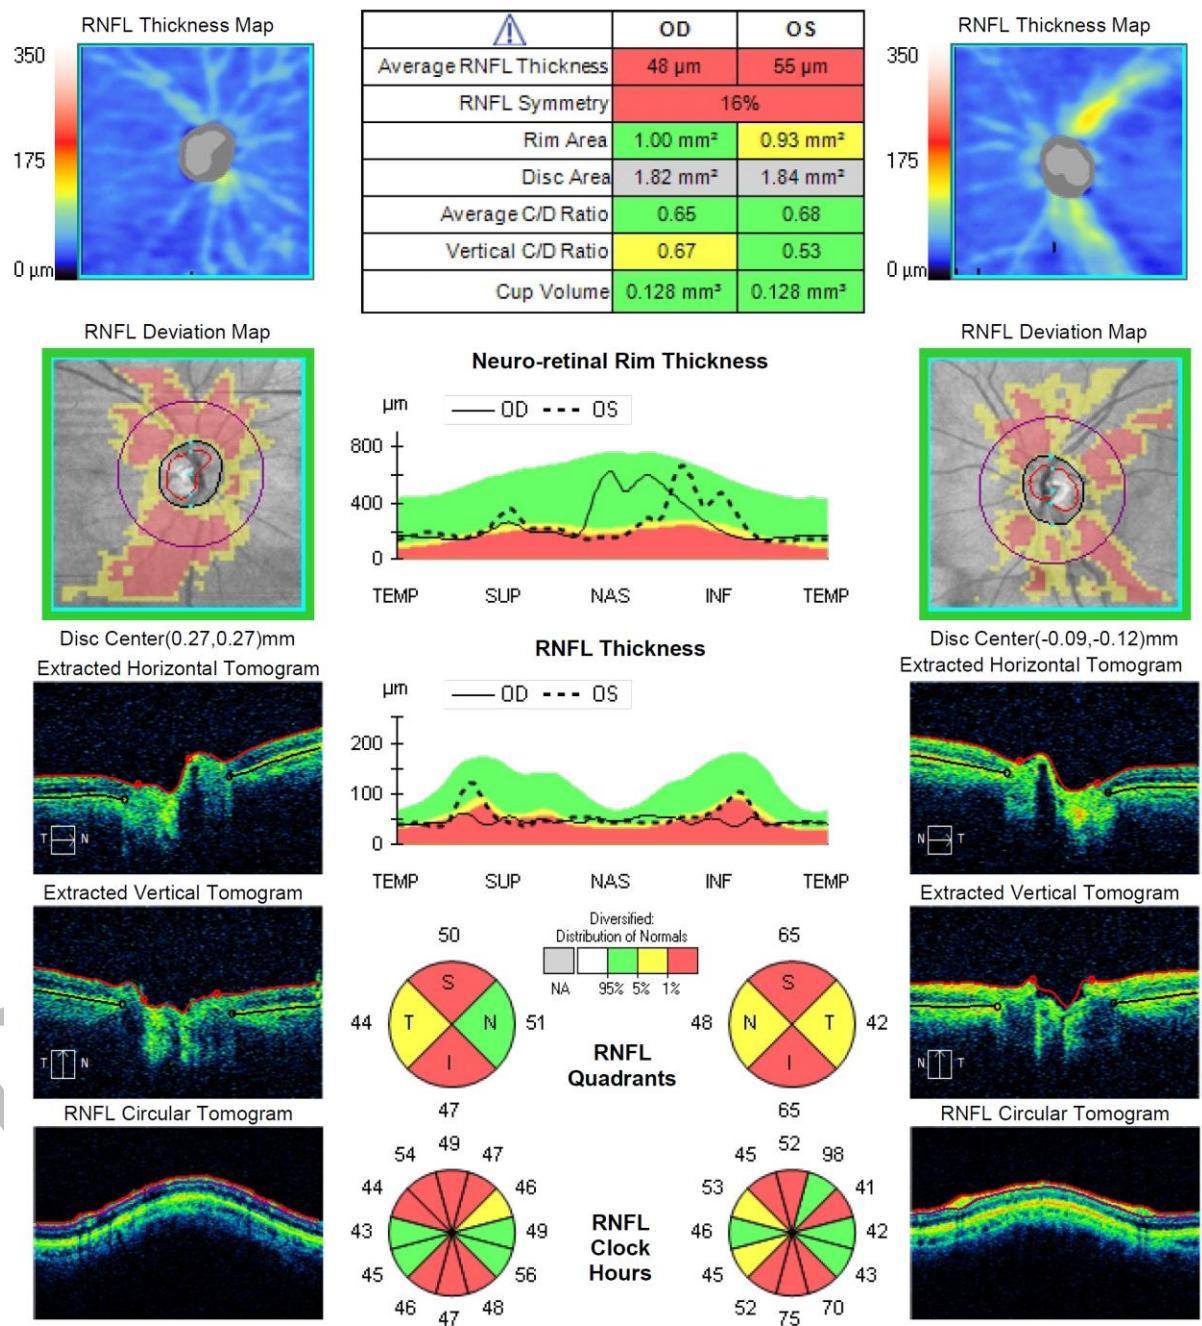 RNFL Thickness Map
350
175
0 µm
OD OS
Average RNFL Thickness 48 µm 55 µm
RNFL Symmetry 16%
Rim Area 1.00 mm² 0.93 mm²
Disc Area 1.82 mm² 1.84 mm²
Average C/D Ratio 0.65 0.68
Vertical C/D Ratio 0.67 0.53
Cup Volume 0.128 mm³ 0.128 mm³
RNFL Thickness Map
350
175
0 µm
RNFL Deviation Map
Disc Center(0.27,0.27)mm
Neuro-retinal Rim Thickness
µm
OD OS
800
400
0
TEMP SUP NAS INF TEMP
RNFL Deviation Map
Disc Center(-0.09,-0.12)mm
Extracted Horizontal Tomogram
T N
RNFL Thickness
µm
OD OS
200
100
0
TEMP SUP NAS INF TEMP
Extracted Horizontal Tomogram
N T
Extracted Vertical Tomogram
T N
Diversified:
Distribution of Normals
NA 95% 5% 1%
50
S
44 T N 51
I
47
RNFL
Quadrants
65
S
48 N T 42
I
65
Extracted Vertical Tomogram
N T
RNFL Circular Tomogram
49
54 47
44 46
43 49
45 56
46 48
47
RNFL
Clock
Hours
52
45 98
53 41
46 42
45 43
52 70
75
RNFL Circular Tomogram